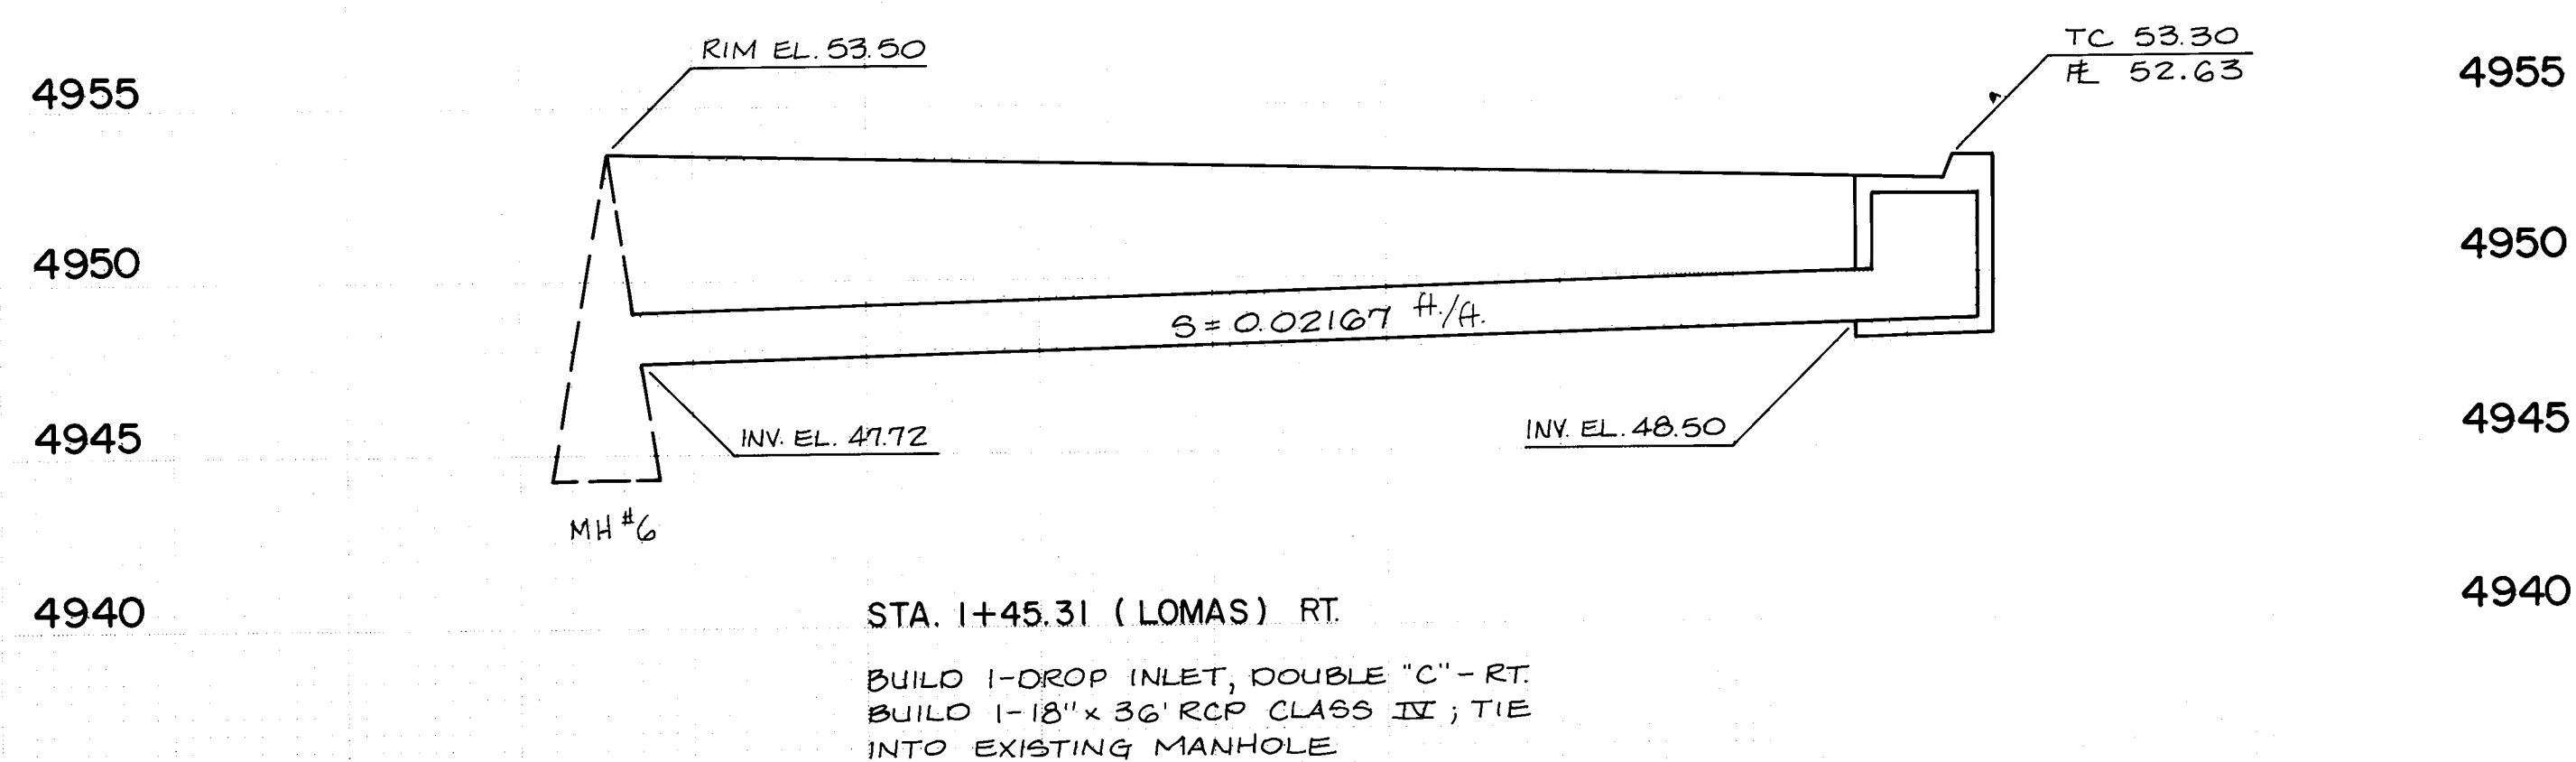 RIM EL. 53.50
TC 53.30
FL 52.63
4955
4955
4950
4950
S = 0.02167 ft./ft.
INV. EL. 47.72
INV. EL. 48.50
4945
4945
MH #6
4940
4940
STA. 1+45.31 (LOMAS) RT.
BUILD 1-DROP INLET, DOUBLE "C" - RT.
BUILD 1-18" x 36' RCP CLASS IV ; TIE
INTO EXISTING MANHOLE